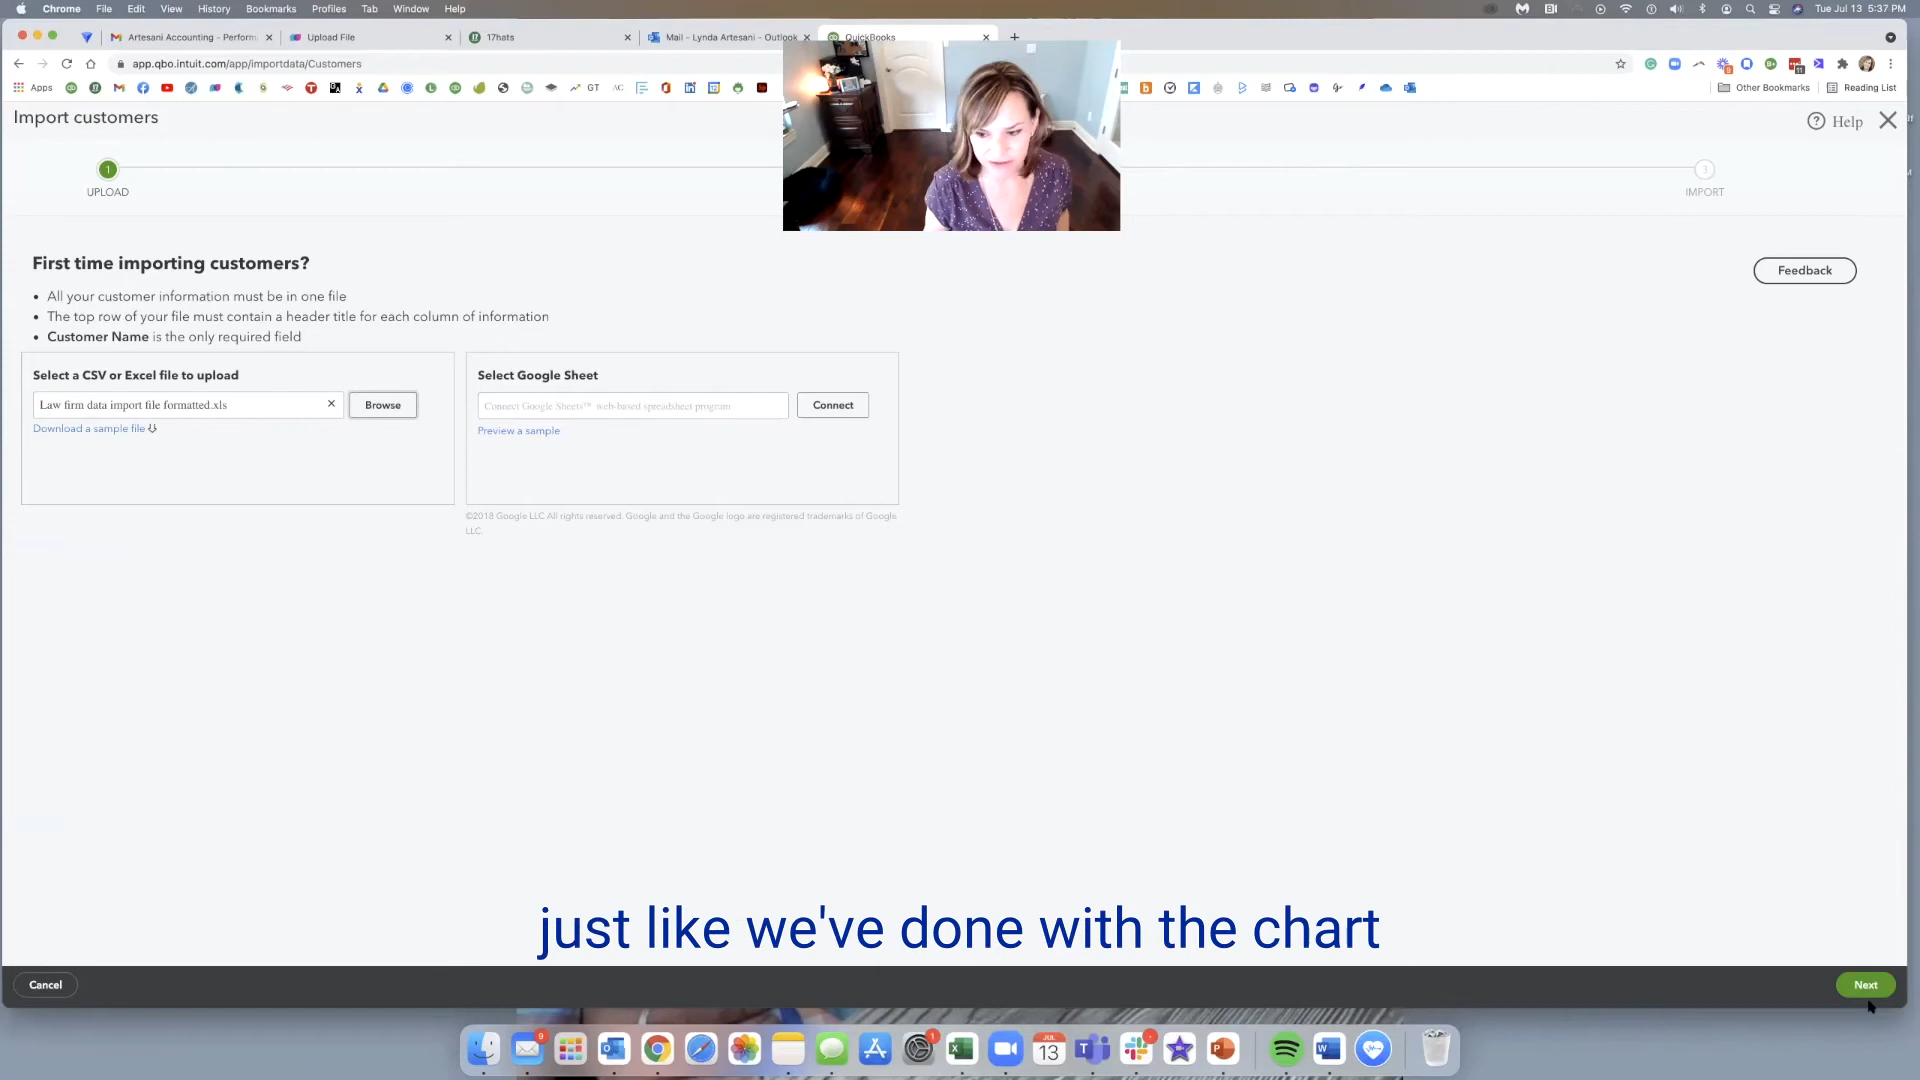 Chrome File Edit View History Bookmarks Profiles Tab Window Help
Tue Jul 13 5:37 PM
Artesani Accounting - Perform
Upload File
17hats
Mail - Lynda Artesani - Outlook
QuickBooks
app.qbo.intuit.com/app/importdata/Customers
Apps
GT
Other Bookmarks
Reading List
Import customers
Help
1
UPLOAD
3
IMPORT
First time importing customers?
Feedback
• All your customer information must be in one file
• The top row of your file must contain a header title for each column of information
• Customer Name is the only required field
Select a CSV or Excel file to upload
Law firm data import file formatted.xls
Browse
Download a sample file
Select Google Sheet
Connect Google Sheets™ web-based spreadsheet program
Connect
Preview a sample
©2018 Google LLC All rights reserved. Google and the Google logo are registered trademarks of Google
LLC.
just like we've done with the chart
Cancel
Next
9
1
JUL
13